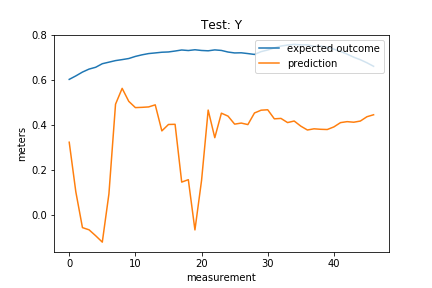 Test: Y
expected outcome
prediction
meters
0.8
0.6
0.4
0.2
0.0
0 10 20 30 40
measurement